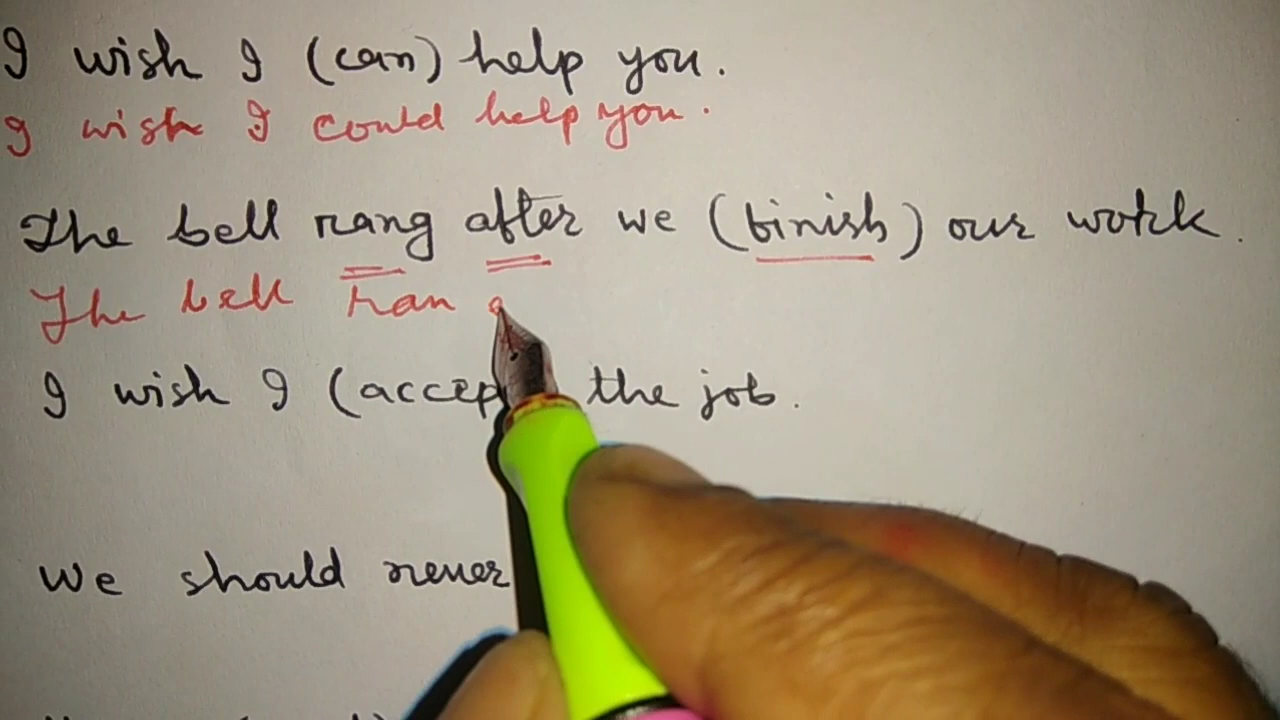 I wish I (can) help you.
I wish I could help you.
The bell rang after we (finish) our work.
The bell ran a
I wish I (accep the job.
We should never